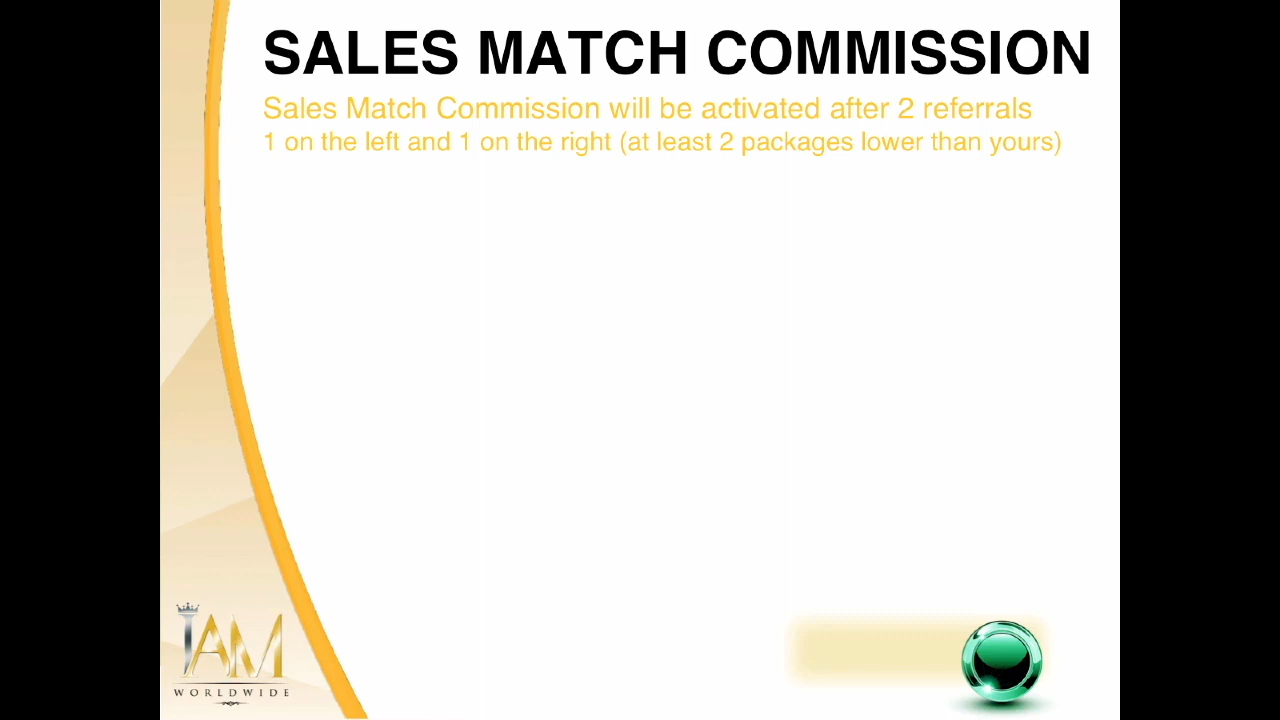 SALES MATCH COMMISSION
Sales Match Commission will be activated after 2 referrals
1 on the left and 1 on the right (at least 2 packages lower than yours)
IAM
WORLDWIDE